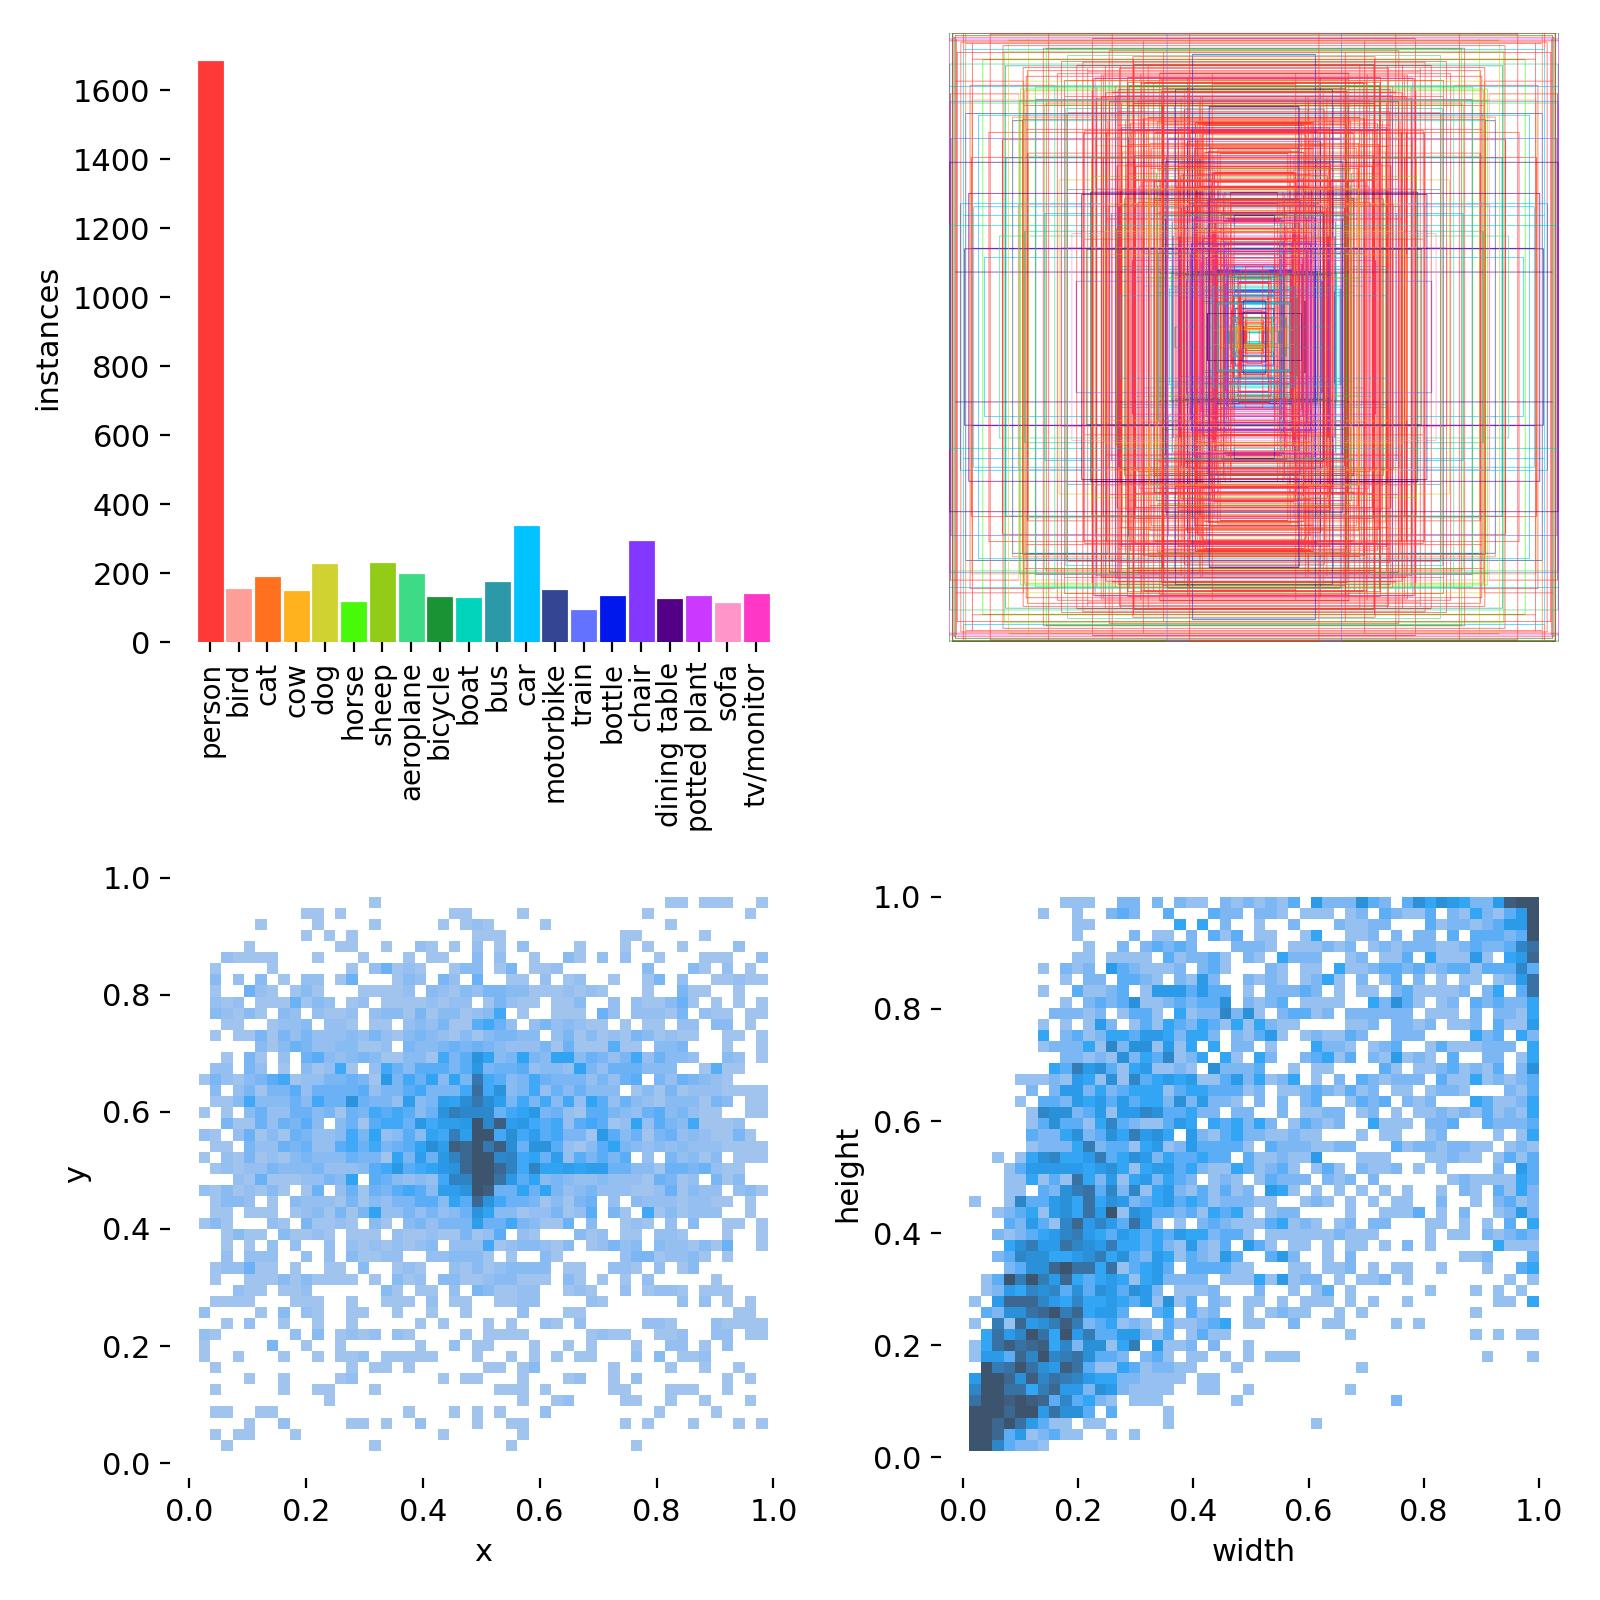 instances
1600
1400
1200
1000
800
600
400
200
0
person
bird
cat
cow
dog
horse
sheep
aeroplane
bicycle
boat
bus
car
motorbike
train
bottle
chair
dining table
potted plant
sofa
tv/monitor
y
1.0
0.8
0.6
0.4
0.2
0.0
0.0 0.2 0.4 0.6 0.8 1.0
x
height
1.0
0.8
0.6
0.4
0.2
0.0
0.0 0.2 0.4 0.6 0.8 1.0
width